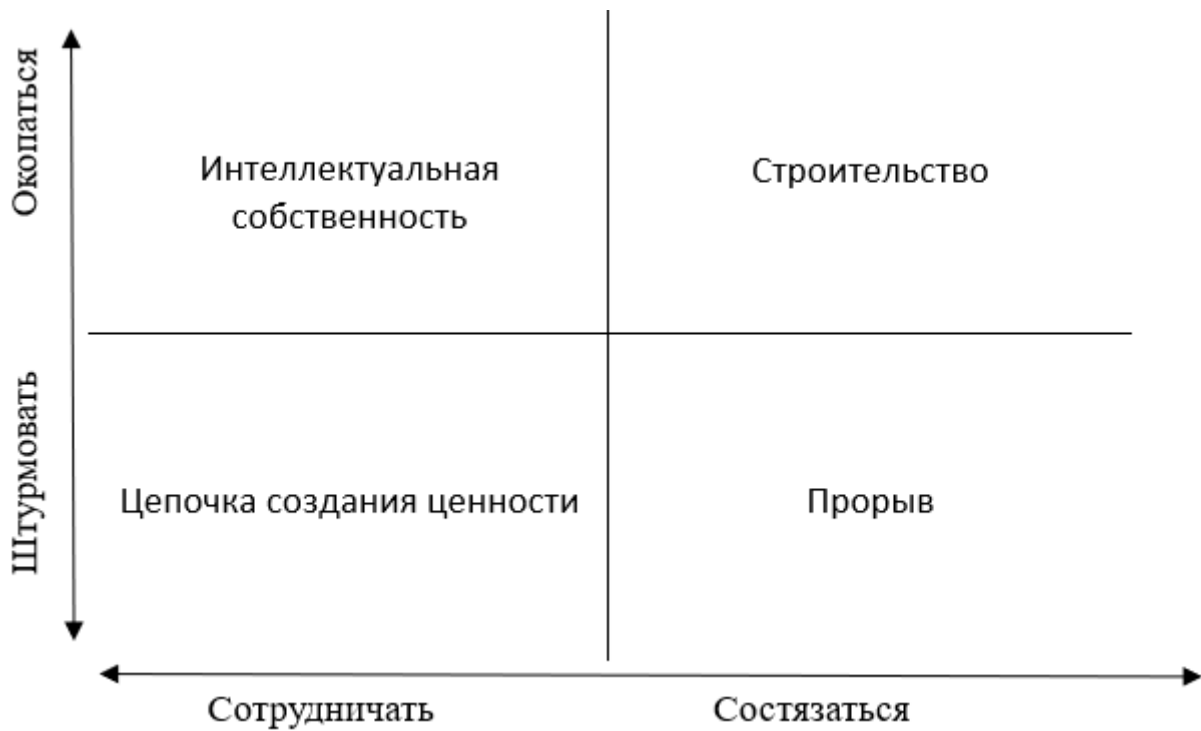 Окопаться
Интеллектуальная
собственность
Строительство
Штурмовать
Цепочка создания ценности
Прорыв
Сотрудничать
Состязаться